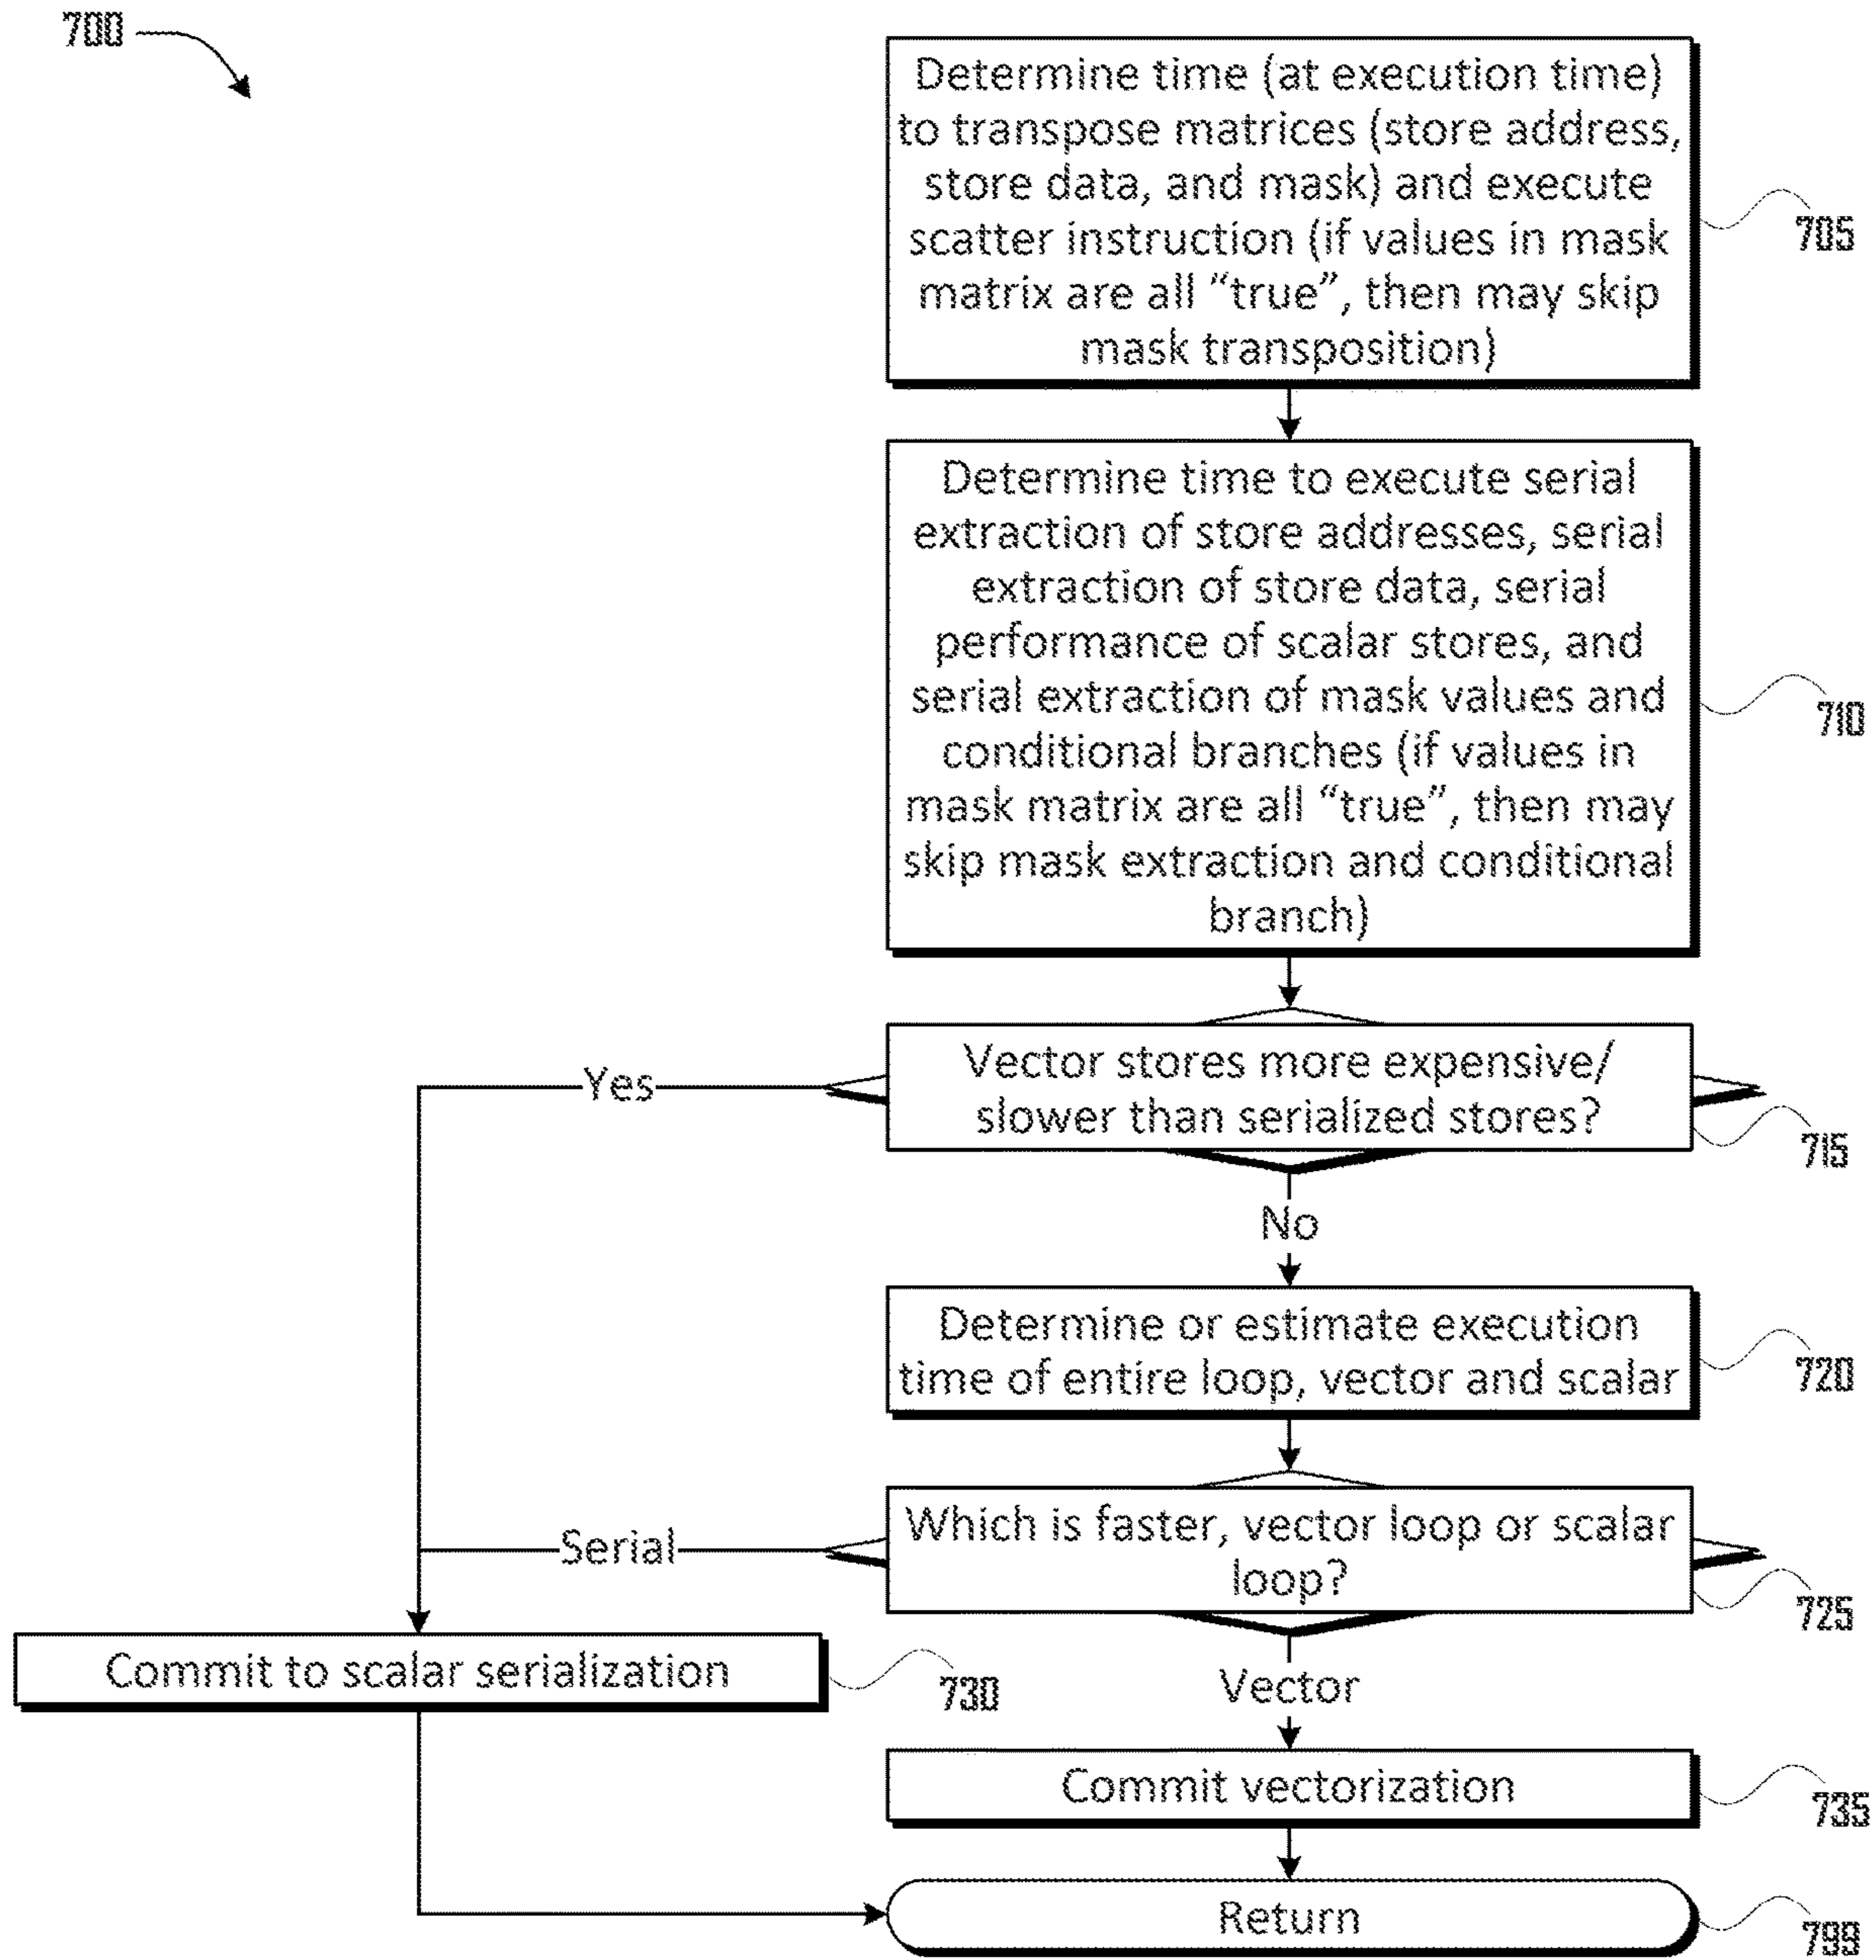 700
Determine time (at execution time)
to transpose matrices (store address,
store data, and mask) and execute
scatter instruction (if values in mask
matrix are all “true”, then may skip
mask transposition)
705
Determine time to execute serial
extraction of store addresses, serial
extraction of store data, serial
performance of scalar stores, and
serial extraction of mask values and
conditional branches (if values in
mask matrix are all “true”, then may
skip mask extraction and conditional
branch)
710
Vector stores more expensive/
slower than serialized stores?
715
Yes
No
Determine or estimate execution
time of entire loop, vector and scalar
720
Which is faster, vector loop or scalar
loop?
725
Serial
Vector
Commit to scalar serialization
730
Commit vectorization
735
Return
799